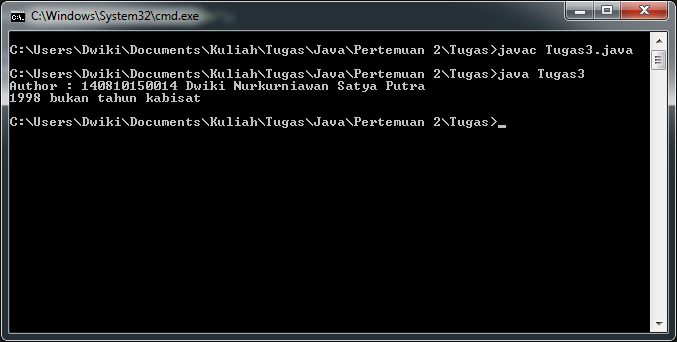 C:\Windows\System32\cmd.exe
C:\Users\Dwiki\Documents\Kuliah\Tugas\Java\Pertemuan 2\Tugas>javac Tugas3.java
C:\Users\Dwiki\Documents\Kuliah\Tugas\Java\Pertemuan 2\Tugas>java Tugas3
Author : 140810150014 Dwiki Nurkurniawan Satya Putra
1998 bukan tahun kabisat
C:\Users\Dwiki\Documents\Kuliah\Tugas\Java\Pertemuan 2\Tugas>_